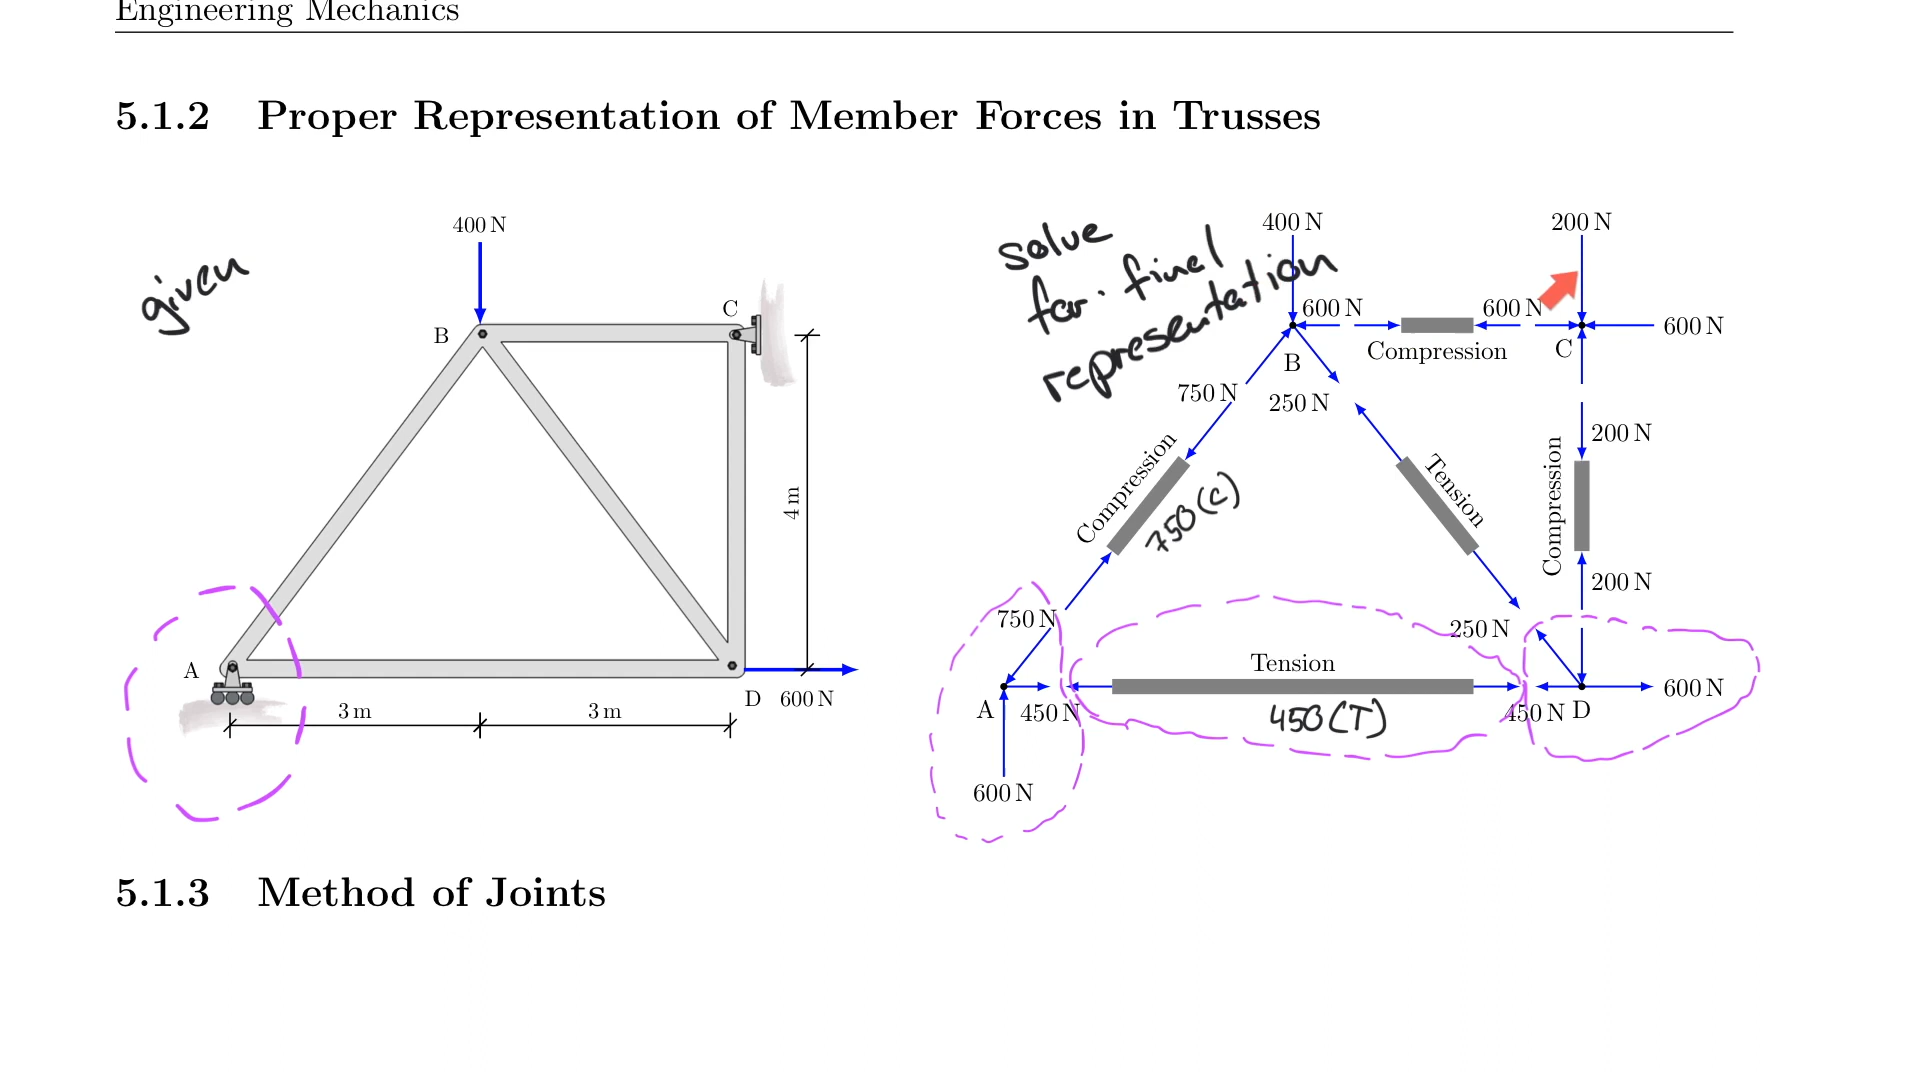 Engineering Mechanics
5.1.2 Proper Representation of Member Forces in Trusses
given
400 N
B
C
4 m
A
3 m
3 m
D
600 N
solve
for final
representation
400 N
200 N
600 N
600 N
600 N
B
Compression
C
750 N
250 N
Compression
750(C)
Tension
200 N
Compression
200 N
750 N
250 N
Tension
600 N
A
450 N
450(T)
450 N
D
600 N
5.1.3 Method of Joints